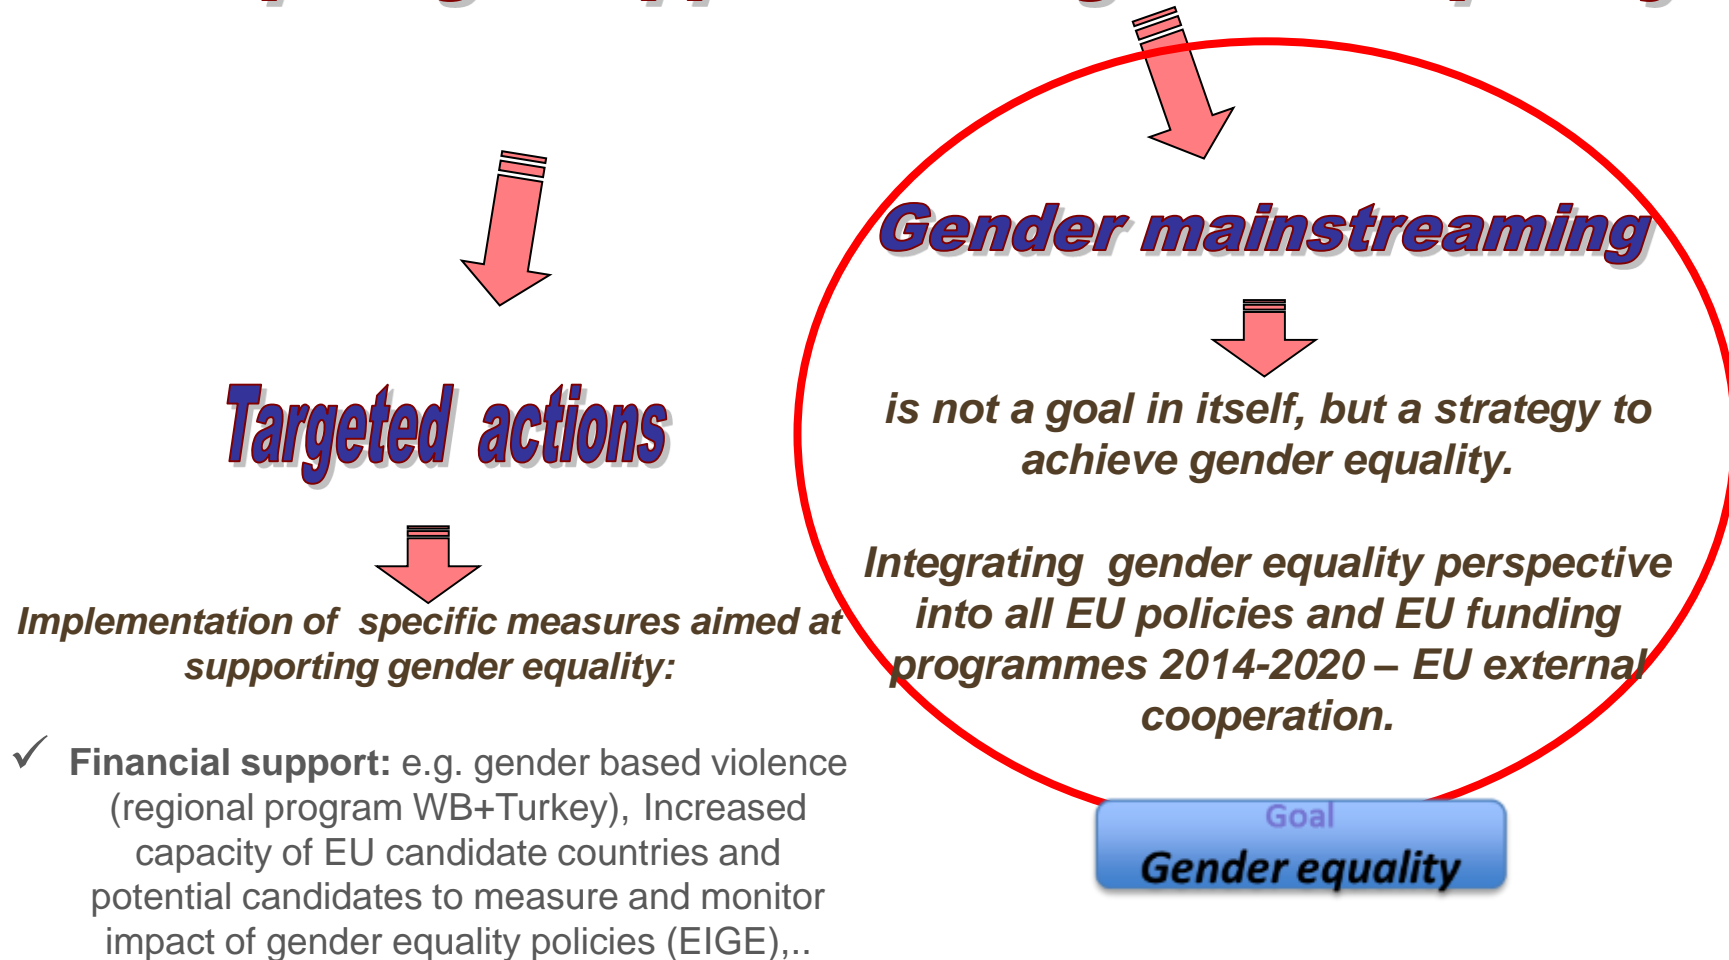 Gender mainstreaming
is not a goal in itself, but a strategy to
achieve gender equality.
Integrating gender equality perspective
into all EU policies and EU funding
programmes 2014-2020 – EU external
cooperation.
Goal
Gender equality
Targeted actions
Implementation of specific measures aimed at
supporting gender equality:
✓ Financial support: e.g. gender based violence
(regional program WB+Turkey), Increased
capacity of EU candidate countries and
potential candidates to measure and monitor
impact of gender equality policies (EIGE),..